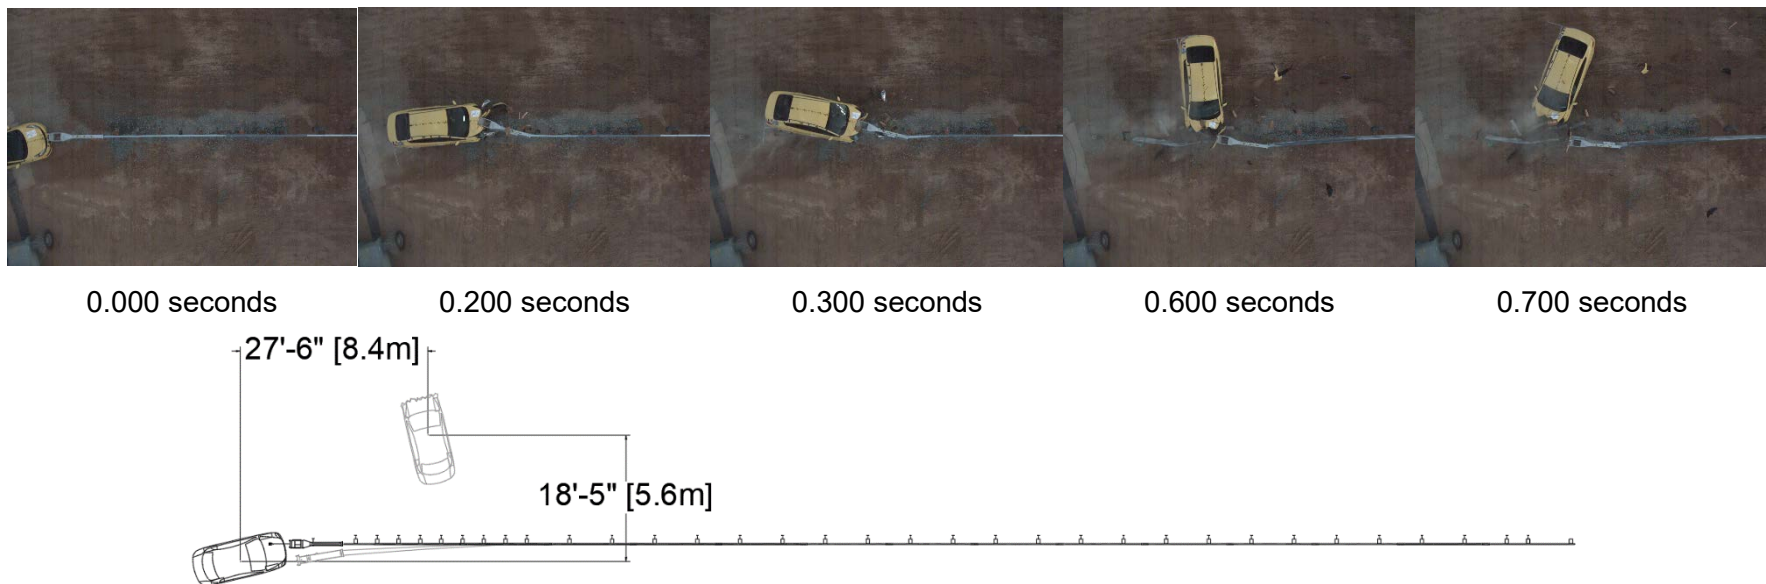 0.000 seconds
0.200 seconds
0.300 seconds
0.600 seconds
0.700 seconds
27'-6" [8.4m]
18'-5" [5.6m]